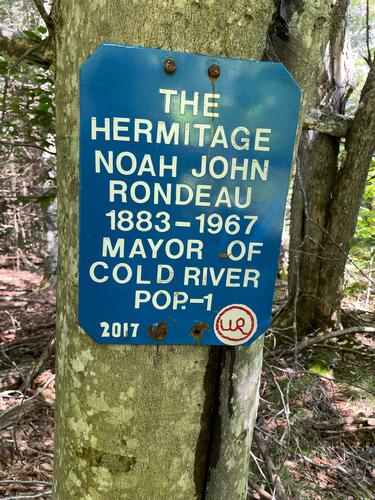 THE
HERMITAGE
NOAH JOHN
RONDEAU
1883-1967
MAYOR OF
COLD RIVER
POP.-1
2017